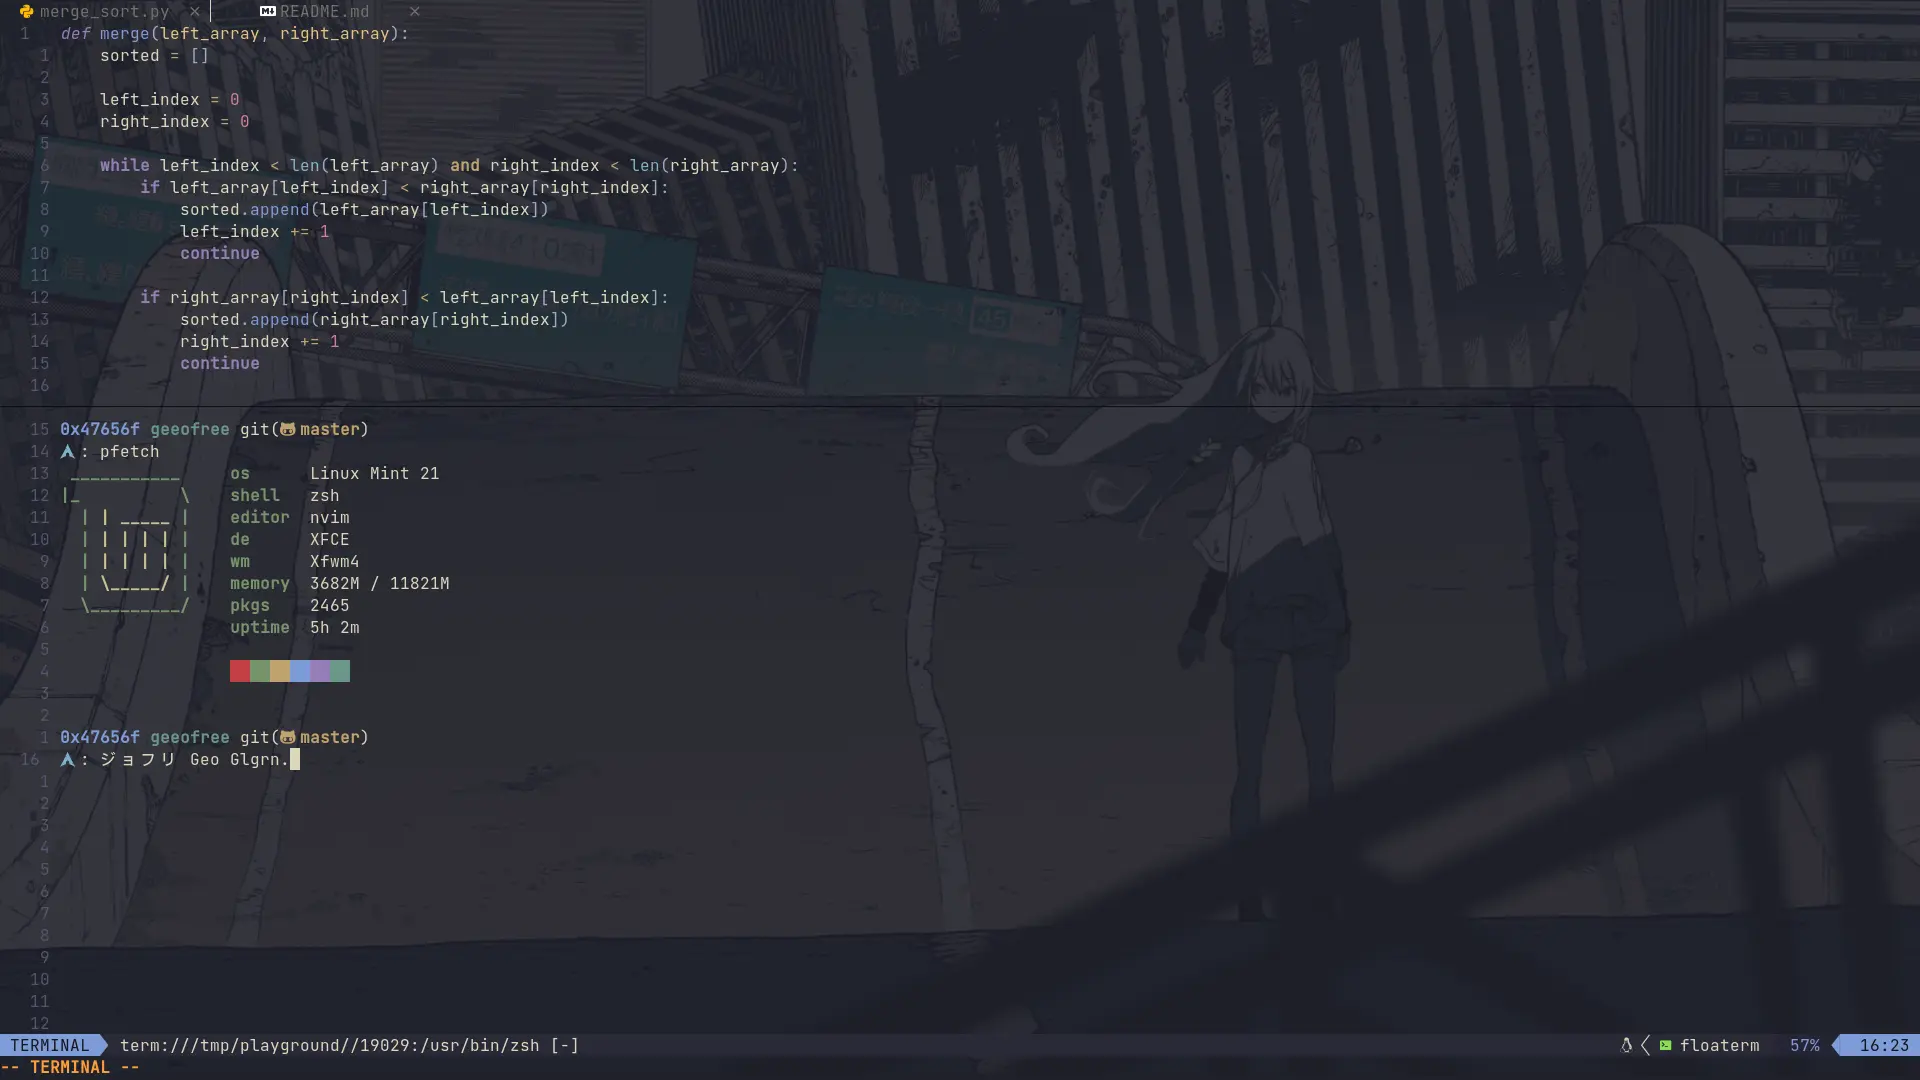 merge_sort.py × README.md ×
1 def merge(left_array, right_array):
1 sorted = []
2
3 left_index = 0
4 right_index = 0
5
6 while left_index < len(left_array) and right_index < len(right_array):
7 if left_array[left_index] < right_array[right_index]:
8 sorted.append(left_array[left_index])
9 left_index += 1
10 continue
11
12 if right_array[right_index] < left_array[left_index]:
13 sorted.append(right_array[right_index])
14 right_index += 1
15 continue
16
15 0x47656f geeofree git(master)
14 : pfetch
13 ___________ os Linux Mint 21
12 |_ \ shell zsh
11 | | _____ | editor nvim
10 | | | | | | de XFCE
9 | | | | | | wm Xfwm4
8 | \_____/ | memory 3682M / 11821M
7 \_________/ pkgs 2465
6 uptime 5h 2m
5
4
3
2
1 0x47656f geeofree git(master)
16 : ジョフリ Geo Glgrn.
1
2
3
4
5
6
7
8
9
10
11
12
TERMINAL term:///tmp/playground//19029:/usr/bin/zsh [-] floaterm 57% 16:23
-- TERMINAL --